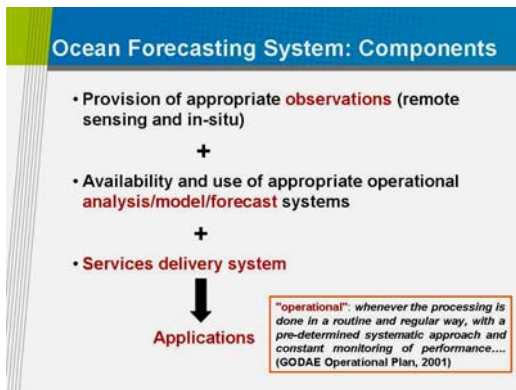 Ocean Forecasting System: Components
• Provision of appropriate observations (remote
sensing and in-situ)
+
• Availability and use of appropriate operational
analysis/model/forecast systems
+
• Services delivery system
Applications
"operational": whenever the processing is
done in a routine and regular way, with a
pre-determined systematic approach and
constant monitoring of performance....
(GODAE Operational Plan, 2001)